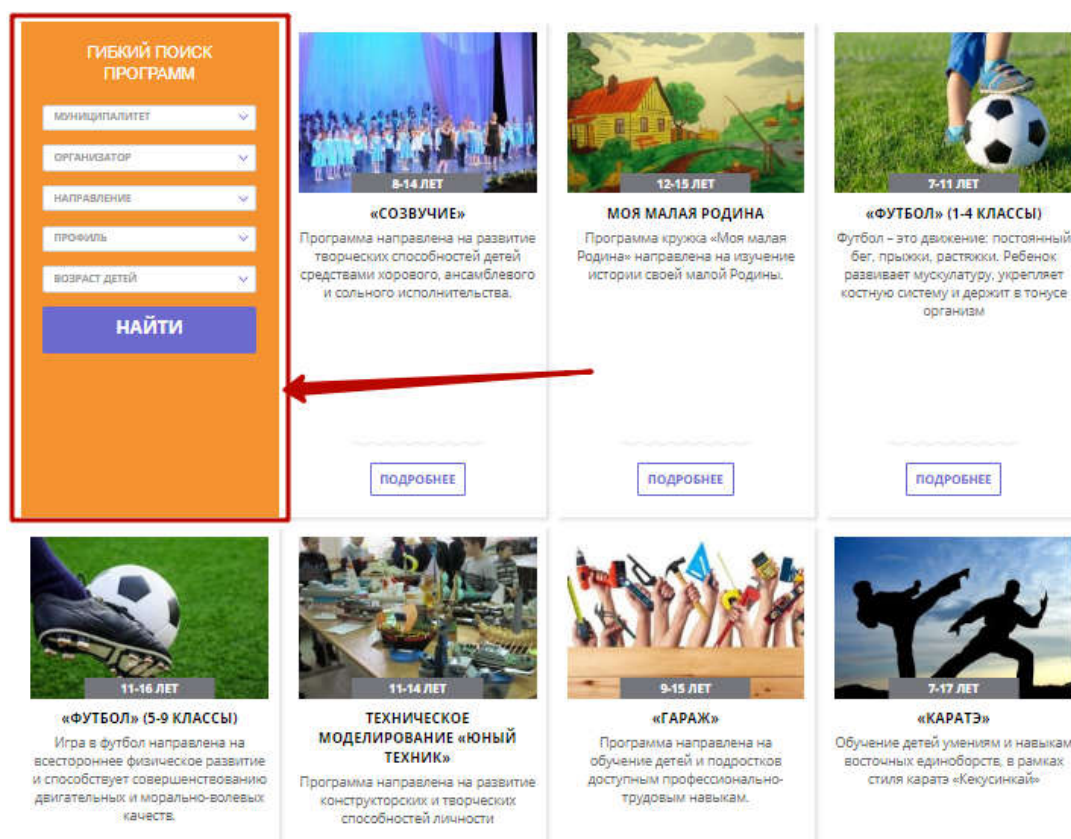 ГИБКИЙ ПОИСК
ПРОГРАММ
МУНИЦИПАЛИТЕТ
ОРГАНИЗАТОР
НАПРАВЛЕНИЕ
ПРОФИЛЬ
ВОЗРАСТ ДЕТЕЙ
НАЙТИ
8-14 ЛЕТ
«СОЗВУЧИЕ»
Программа направлена на развитие
творческих способностей детей
средствами хорового, ансамблевого
и сольного исполнительства.
ПОДРОБНЕЕ
12-15 ЛЕТ
МОЯ МАЛАЯ РОДИНА
Программа кружка «Моя малая
Родина» направлена на изучение
истории своей малой Родины.
ПОДРОБНЕЕ
7-11 ЛЕТ
«ФУТБОЛ» (1-4 КЛАССЫ)
Футбол – это движение: постоянный
бег, прыжки, растяжки. Ребенок
развивает мускулатуру, укрепляет
костную систему и держит в тонусе
организм
ПОДРОБНЕЕ
11-16 ЛЕТ
«ФУТБОЛ» (5-9 КЛАССЫ)
Игра в футбол направлена на
всестороннее физическое развитие
и способствует совершенствованию
двигательных и морально-волевых
качеств.
11-14 ЛЕТ
ТЕХНИЧЕСКОЕ
МОДЕЛИРОВАНИЕ «ЮНЫЙ
ТЕХНИК»
Программа направлена на развитие
конструкторских и творческих
способностей личности
9-15 ЛЕТ
«ГАРАЖ»
Программа направлена на
обучение детей и подростков
доступным профессионально-
трудовым навыкам.
7-17 ЛЕТ
«КАРАТЭ»
Обучение детей умениям и навыкам
восточных единоборств, в рамках
стиля каратэ «Кекусинкай»